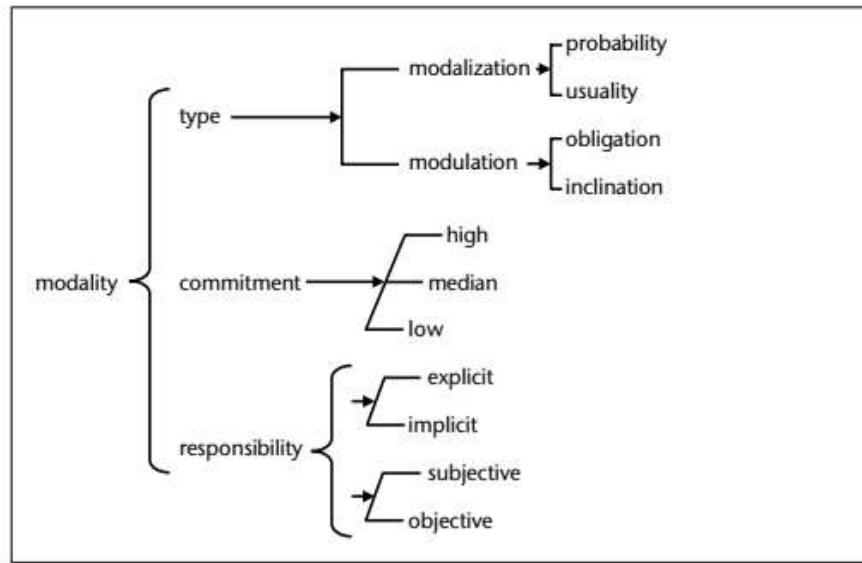 probability
modalization
usuality
type
obligation
modulation
inclination
high
modality
commitment
median
low
explicit
implicit
responsibility
subjective
objective